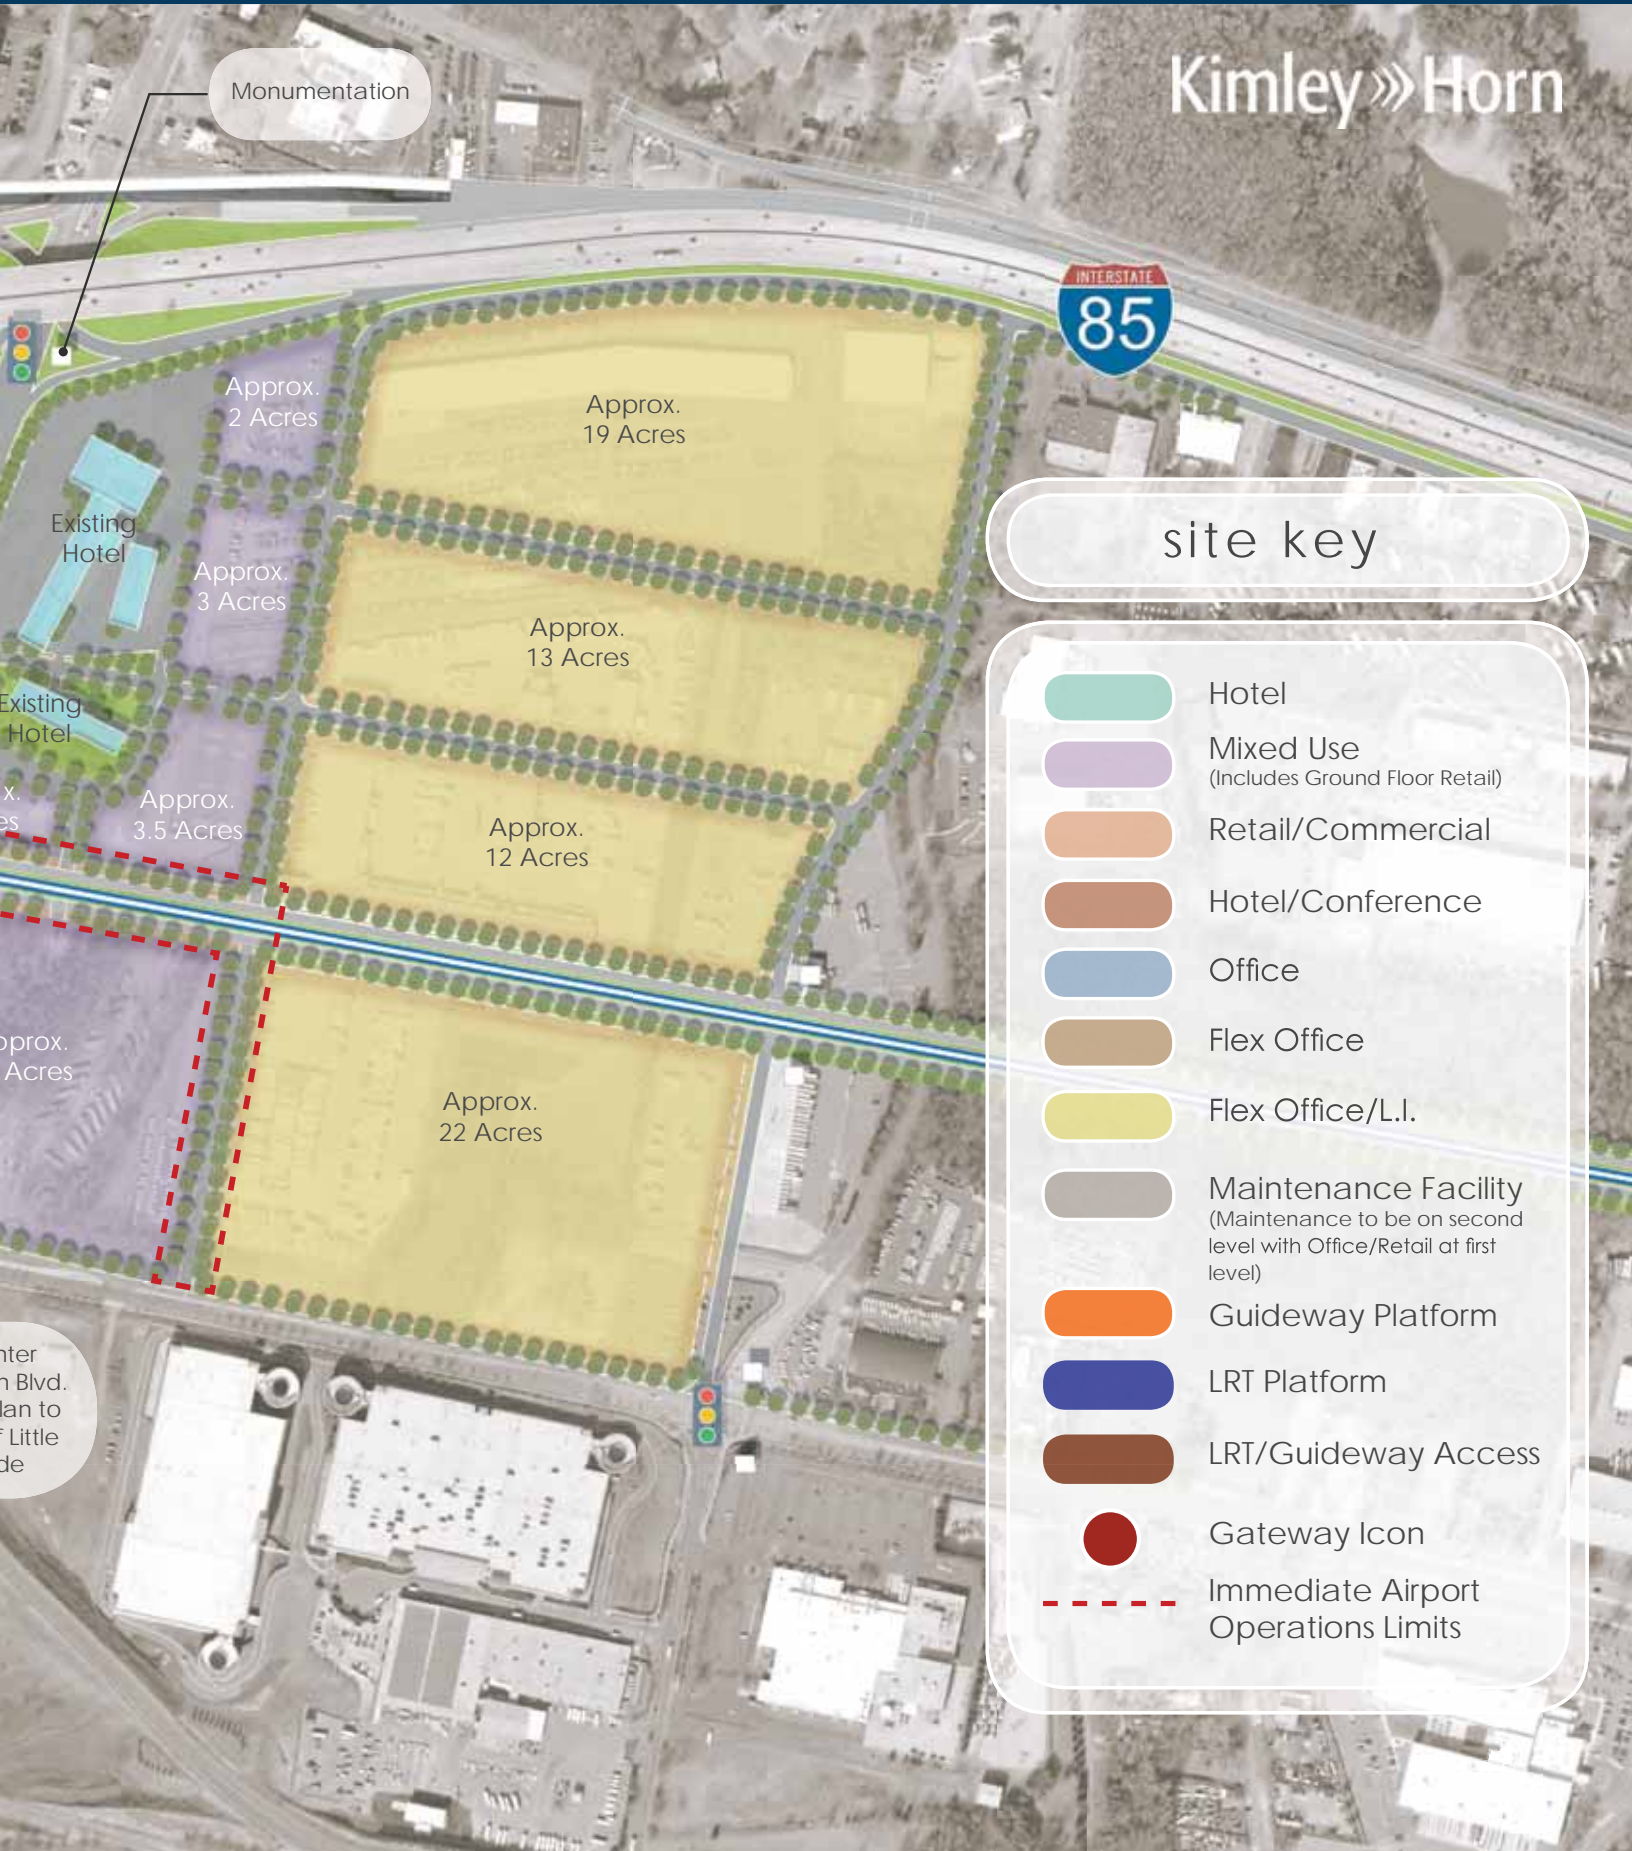 Monumentation
Kimley»Horn
INTERSTATE
85
Approx.
2 Acres
Approx.
19 Acres
Existing
Hotel
Approx.
3 Acres
Approx.
13 Acres
Existing
Hotel
Approx.
3.5 Acres
Approx.
12 Acres
Acres
Approx.
22 Acres
Blvd.
to
Little
site key
Hotel
Mixed Use
(Includes Ground Floor Retail)
Retail/Commercial
Hotel/Conference
Office
Flex Office
Flex Office/L.I.
Maintenance Facility
(Maintenance to be on second
level with Office/Retail at first
level)
Guideway Platform
LRT Platform
LRT/Guideway Access
Gateway Icon
Immediate Airport
Operations Limits